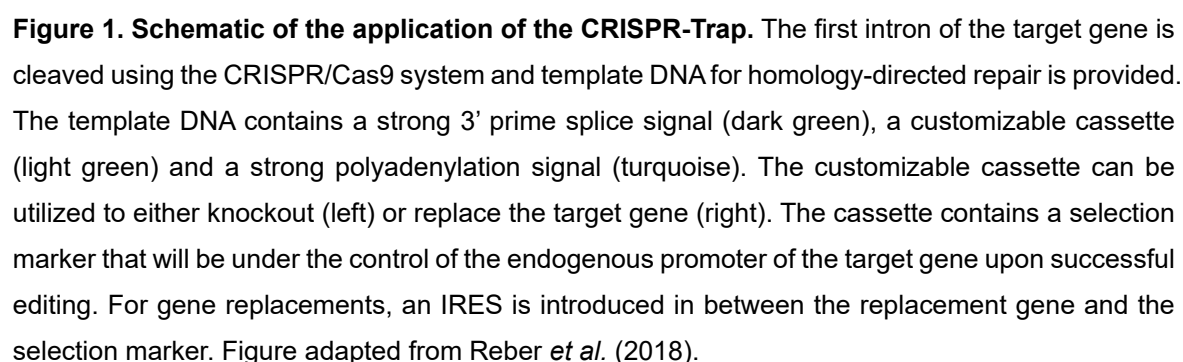 Figure 1. Schematic of the application of the CRISPR-Trap. The first intron of the target gene is
cleaved using the CRISPR/Cas9 system and template DNA for homology-directed repair is provided.
The template DNA contains a strong 3’ prime splice signal (dark green), a customizable cassette
(light green) and a strong polyadenylation signal (turquoise). The customizable cassette can be
utilized to either knockout (left) or replace the target gene (right). The cassette contains a selection
marker that will be under the control of the endogenous promoter of the target gene upon successful
editing. For gene replacements, an IRES is introduced in between the replacement gene and the
selection marker. Figure adapted from Reber et al. (2018).